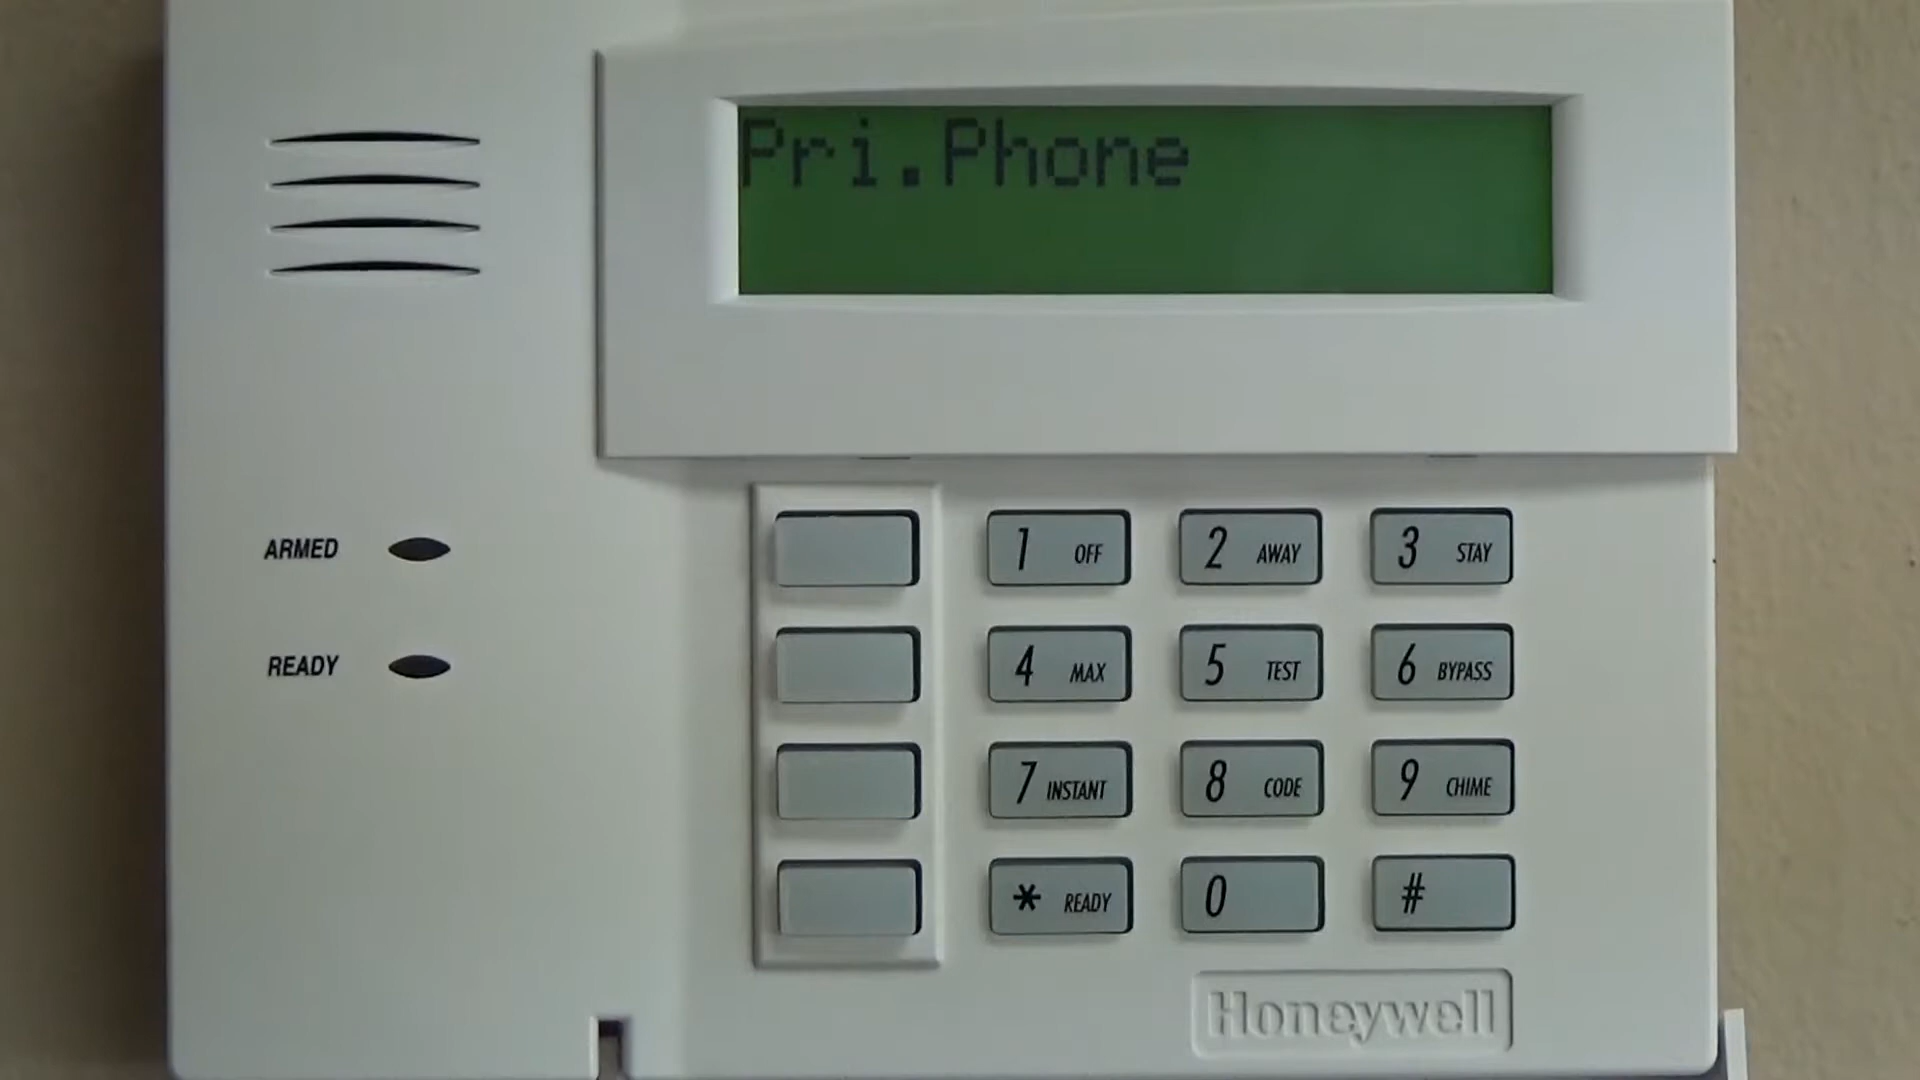 Pri.Phone
ARMED
READY
1 OFF
2 AWAY
3 STAY
4 MAX
5 TEST
6 BYPASS
7 INSTANT
8 CODE
9 CHIME
* READY
0
#
Honeywell